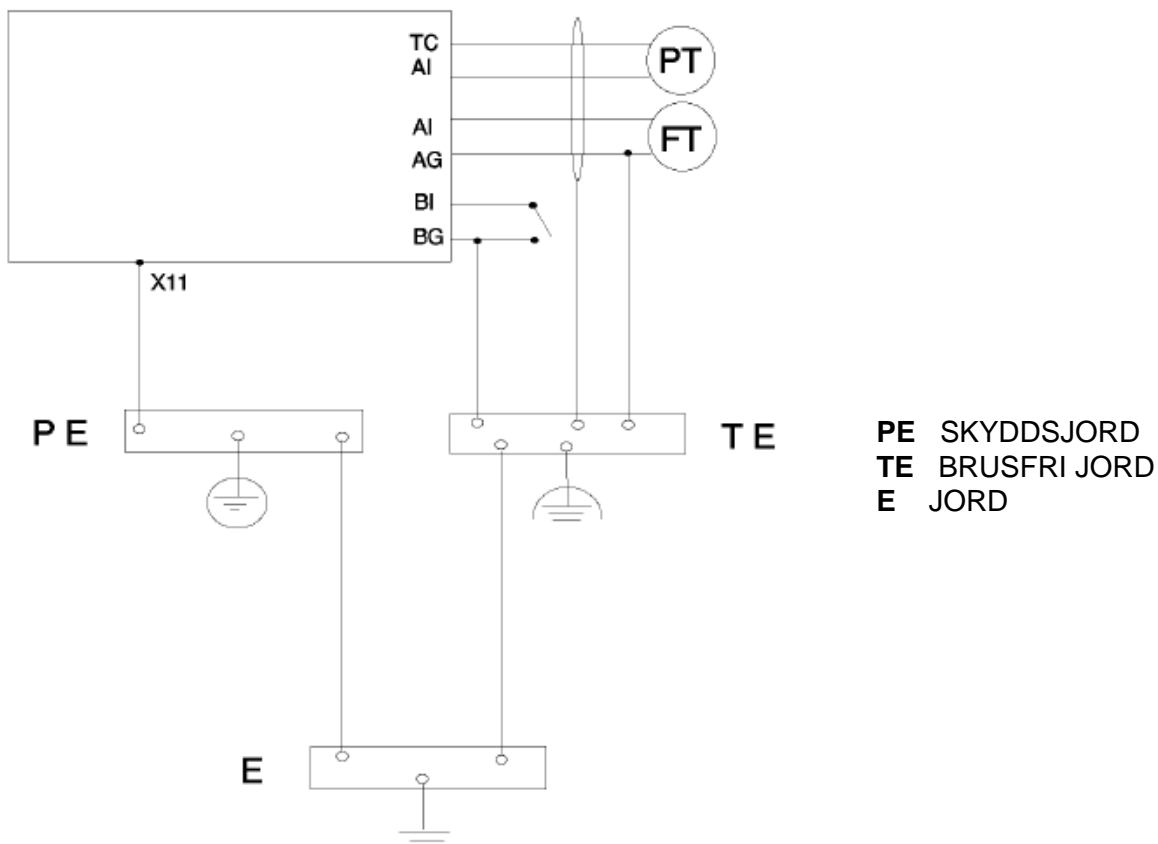 TC
AI
PT
AI
FT
AG
BI
BG
X11
P E
T E
PE SKYDDSJORD
TE BRUSFRI JORD
E JORD
E